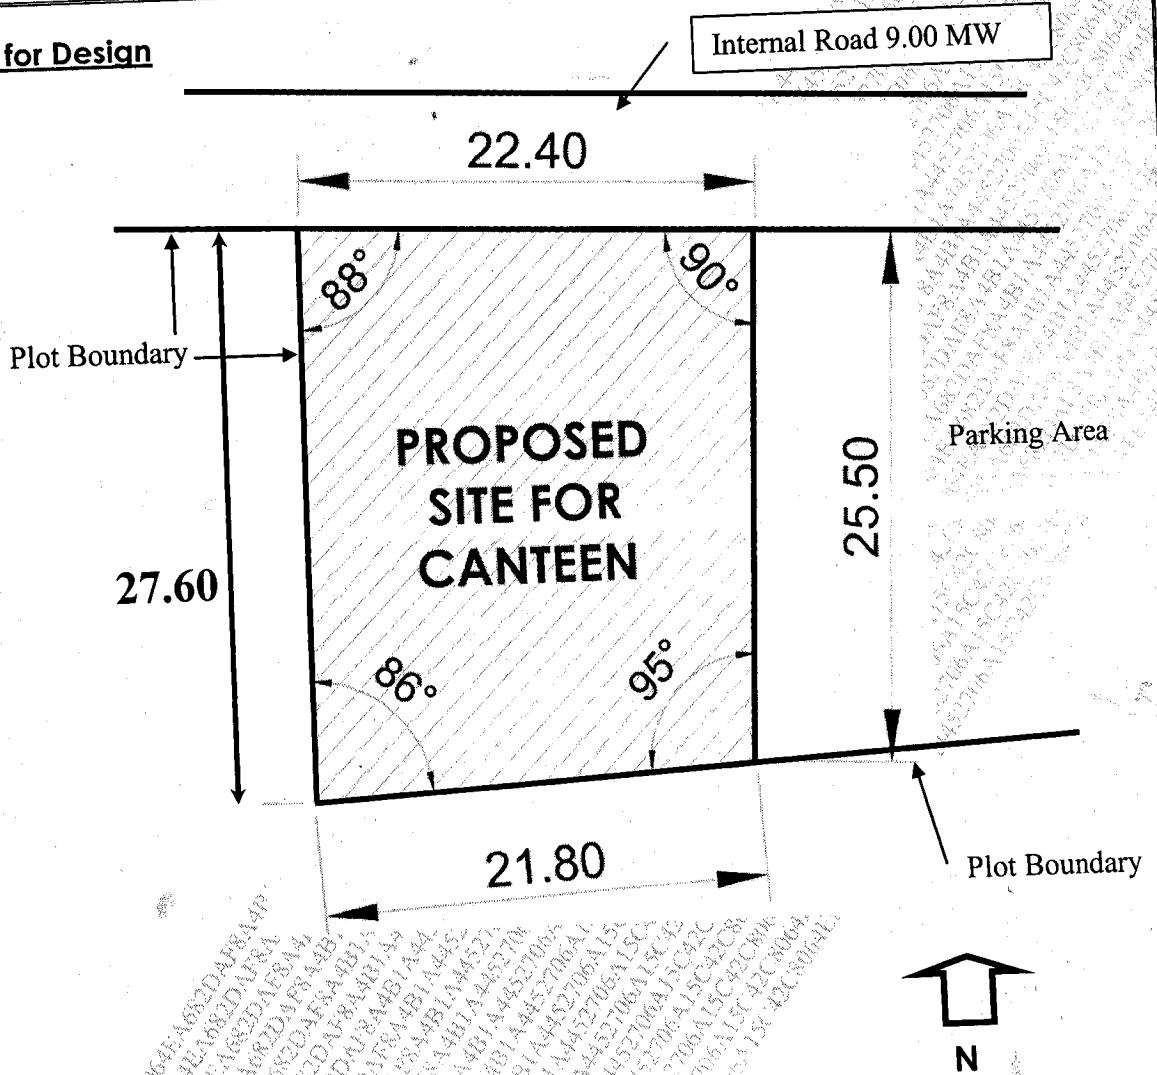 for Design
Internal Road 9.00 MW
22.40
88°
90°
Plot Boundary
PROPOSED
SITE FOR
CANTEEN
Parking Area
25.50
27.60
86°
95°
21.80
Plot Boundary
N